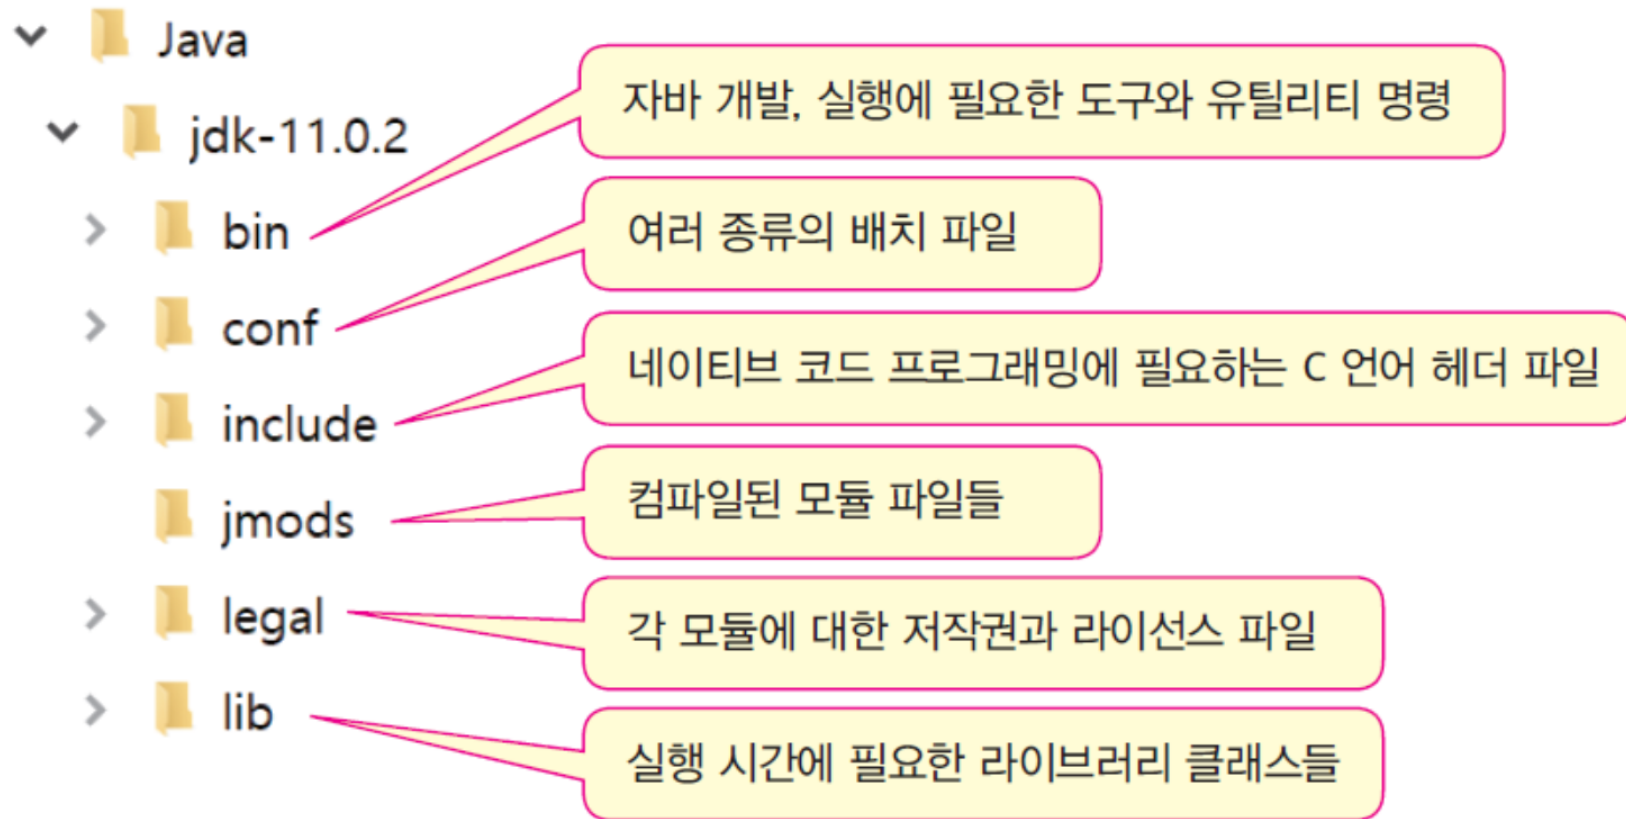 Java
자바 개발, 실행에 필요한 도구와 유틸리티 명령
jdk-11.0.2
bin
여러 종류의 배치 파일
conf
네이티브 코드 프로그래밍에 필요하는 C 언어 헤더 파일
include
컴파일된 모듈 파일들
jmods
legal
각 모듈에 대한 저작권과 라이선스 파일
lib
실행 시간에 필요한 라이브러리 클래스들